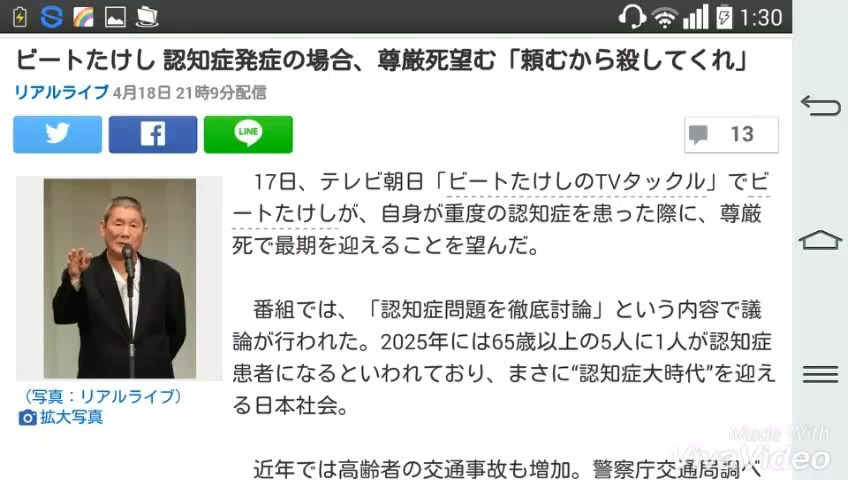 1:30
ビートたけし 認知症発症の場合、尊厳死望む「頼むから殺してくれ」
リアルライブ 4月18日 21時9分配信
LINE
13
17日、テレビ朝日「ビートたけしのTVタックル」でビ
ートたけしが、自身が重度の認知症を患った際に、尊厳
死で最期を迎えることを望んだ。
番組では、「認知症問題を徹底討論」という内容で議
論が行われた。2025年には65歳以上の5人に1人が認知症
患者になるといわれており、まさに“認知症大時代”を迎え
る日本社会。
近年では高齢者の交通事故も増加。警察庁交通局調べ
（写真：リアルライブ）
拡大写真
Made With
VivaVideo